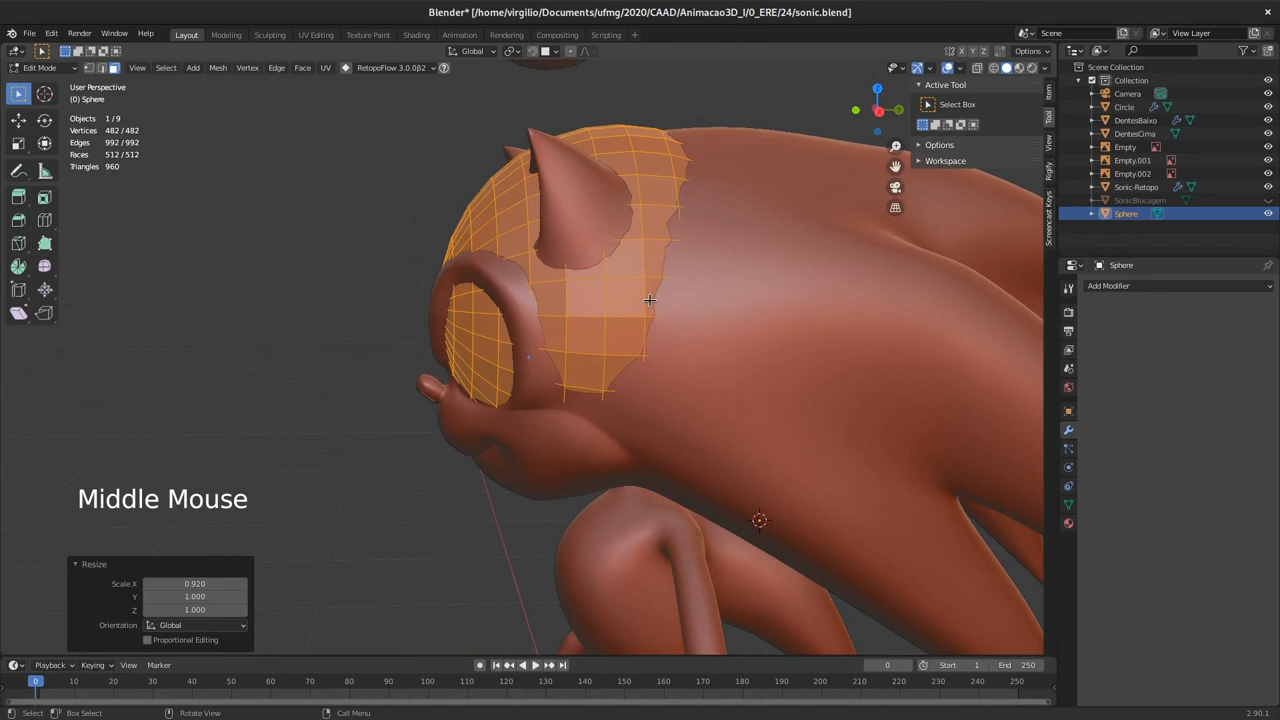 Blender* [/home/virgilio/Documents/ufmg/2020/CAAD/Animacao3D_I/0_ERE/24/sonic.blend]
File Edit Render Window Help Layout Modeling Sculpting UV Editing Texture Paint Shading Animation Rendering Compositing Scripting + Scene View Layer
Global X Y Z Options
Edit Mode View Select Add Mesh Vertex Edge Face UV RetopoFlow 3.0.0β2
Scene Collection
Collection
Camera
Circle
DentesBaixo
DentesCima
Empty
Empty.001
Empty.002
Sonic-Retopo
SonicBlocagem
Sphere
User Perspective
(0) Sphere
Objects 1 / 9
Vertices 482 / 482
Edges 992 / 992
Faces 512 / 512
Triangles 960
Active Tool
Select Box
Options
Workspace
Z
Y
X
Item
Tool
View
Rigify
Screencast Keys
Sphere
Add Modifier
Middle Mouse
Resize
Scale X 0.920
Y 1.000
Z 1.000
Orientation Global
Proportional Editing
Playback Keying View Marker 0 Start 1 End 250
0 10 20 30 40 50 60 70 80 90 100 110 120 130 140 150 160 170 180 190 200 210 220 230 240 250
Select Box Select Rotate View Call Menu 2.90.1